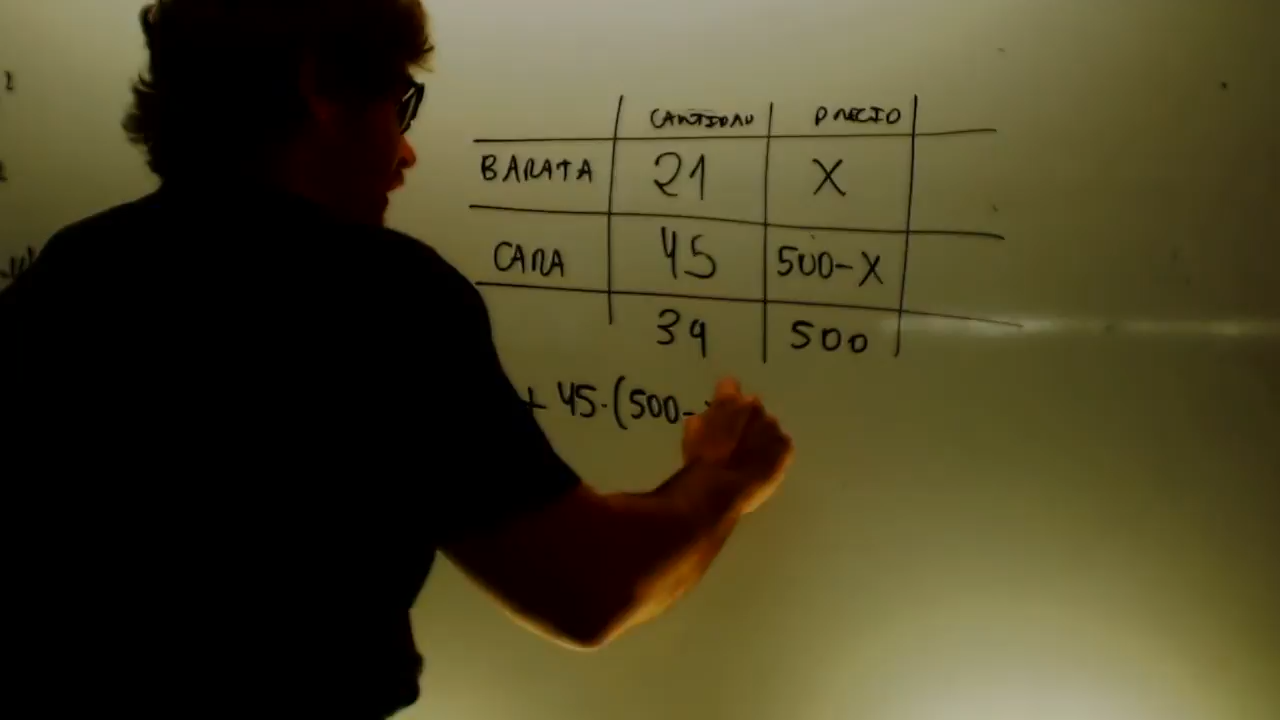 CANTIDAD PRECIO
BARATA 21 X
CARA 45 500-X
39 500
+ 45·(500-